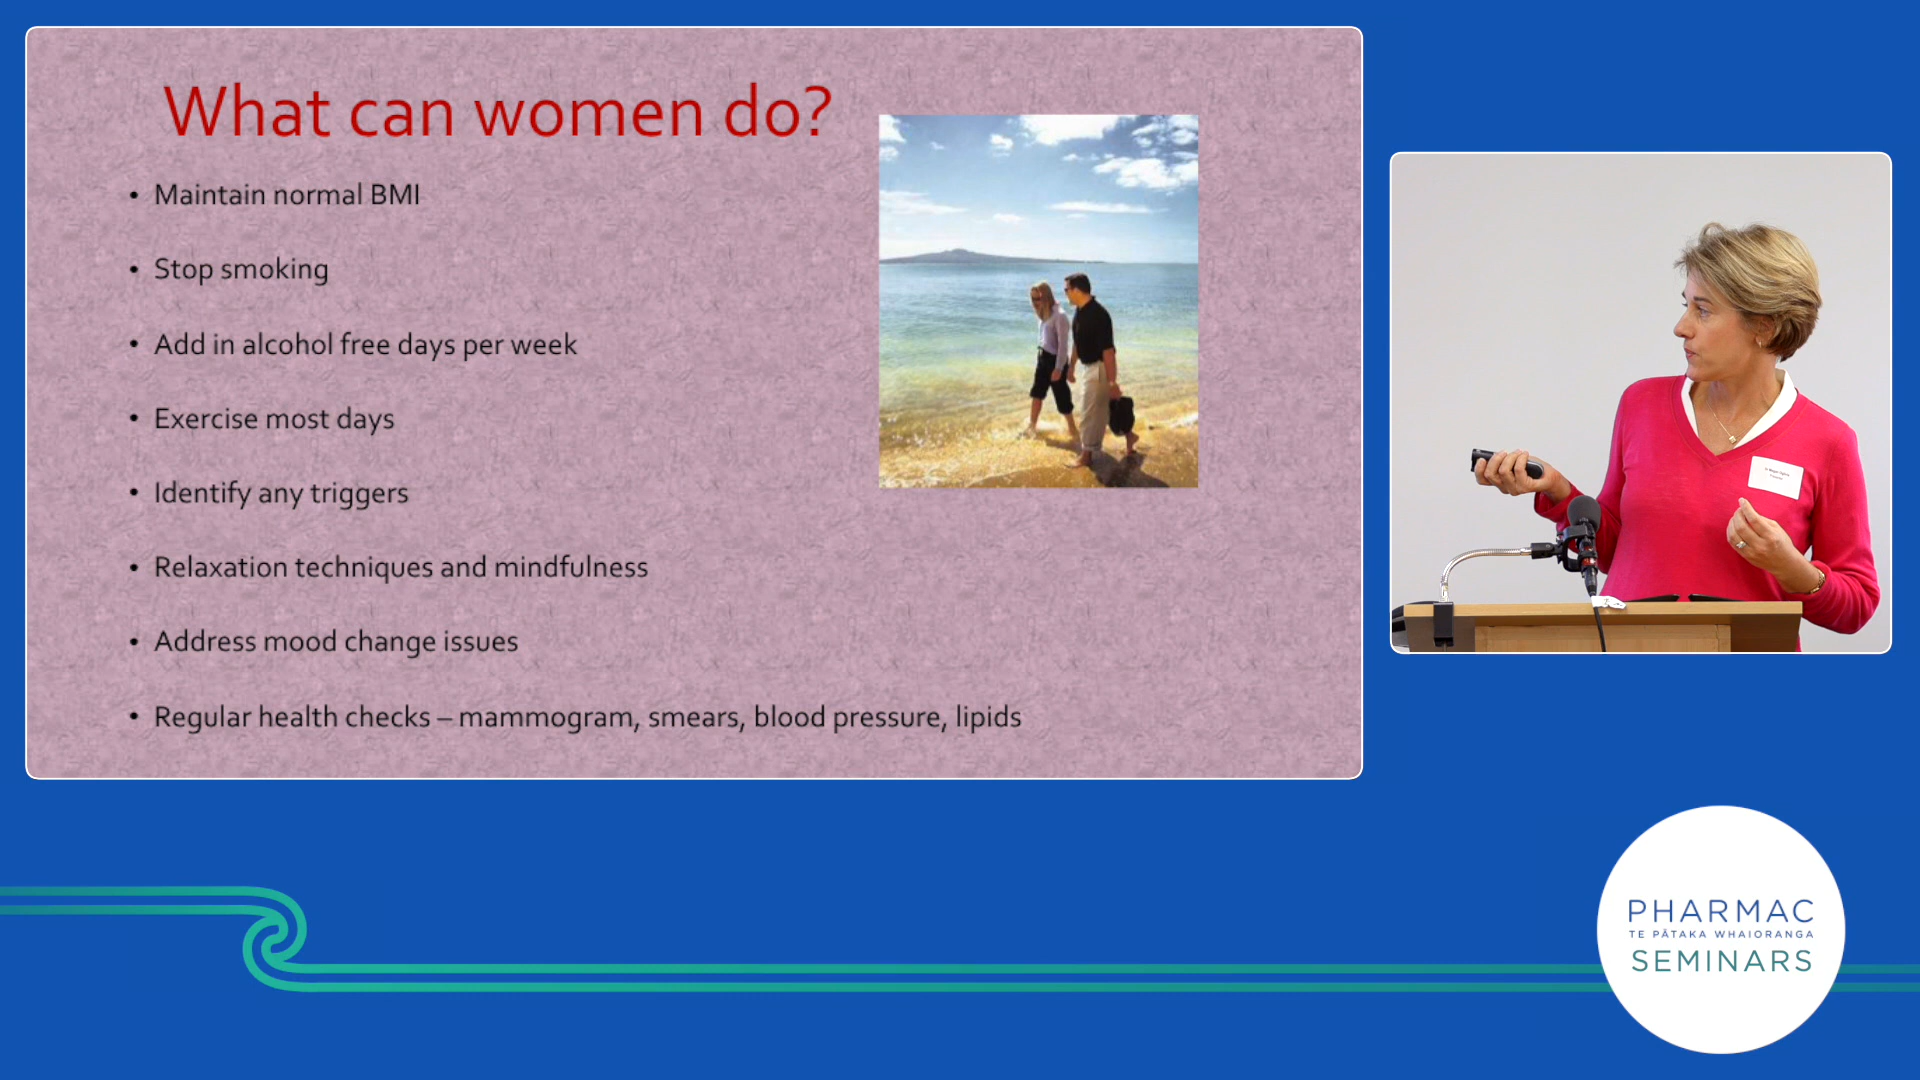 What can women do?
• Maintain normal BMI
• Stop smoking
• Add in alcohol free days per week
• Exercise most days
• Identify any triggers
• Relaxation techniques and mindfulness
• Address mood change issues
• Regular health checks – mammogram, smears, blood pressure, lipids
PHARMAC
TE PĀTAKA WHAIORANGA
SEMINARS